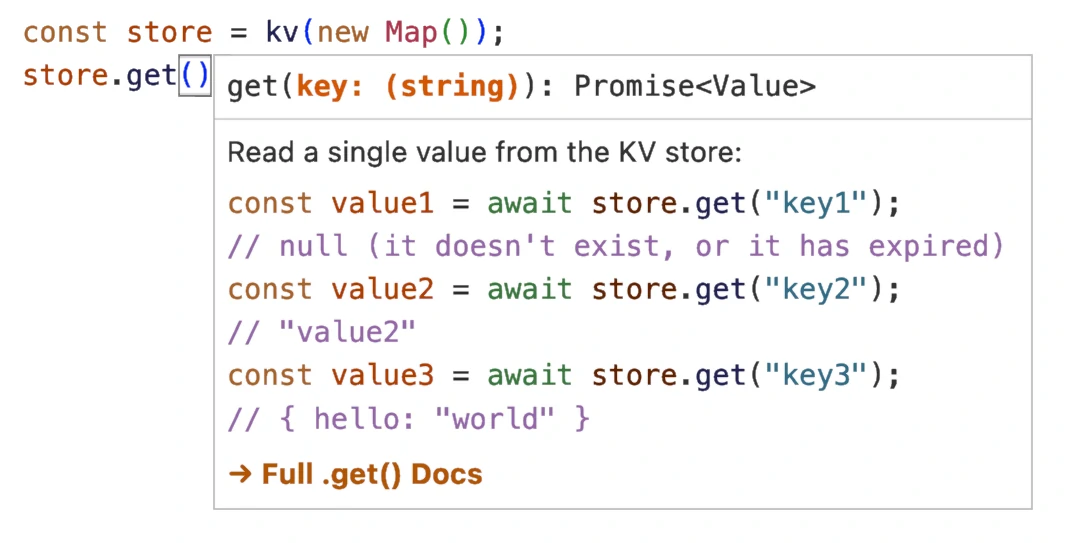 const store = kv(new Map());
store.get()
get(key: (string)): Promise<Value>
Read a single value from the KV store:
const value1 = await store.get("key1");
// null (it doesn't exist, or it has expired)
const value2 = await store.get("key2");
// "value2"
const value3 = await store.get("key3");
// { hello: "world" }
→ Full .get() Docs